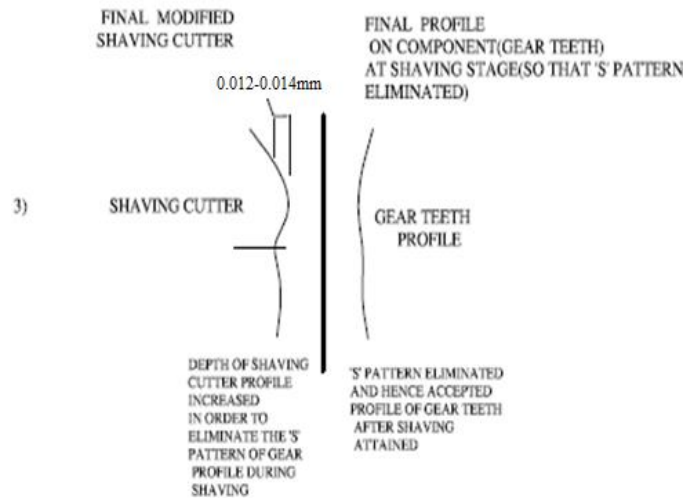 FINAL MODIFIED
SHAVING CUTTER
FINAL PROFILE
ON COMPONENT(GEAR TEETH)
AT SHAVING STAGE(SO THAT 'S' PATTERN
ELIMINATED)
0.012-0.014mm
3)
SHAVING CUTTER
GEAR TEETH
PROFILE
DEPTH OF SHAVING
CUTTER PROFILE
INCREASED
IN ORDER TO
ELIMINATE THE 'S'
PATTERN OF GEAR
PROFILE DURING
SHAVING
'S' PATTERN ELIMINATED
AND HENCE ACCEPTED
PROFILE OF GEAR TEETH
AFTER SHAVING
ATTAINED